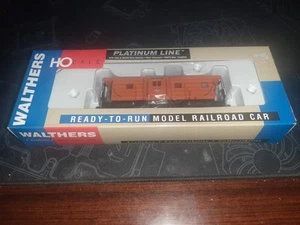 WALTHERS
HO
PLATINUM LINE
READY-TO-RUN MODEL RAILROAD CAR
WALTHERS